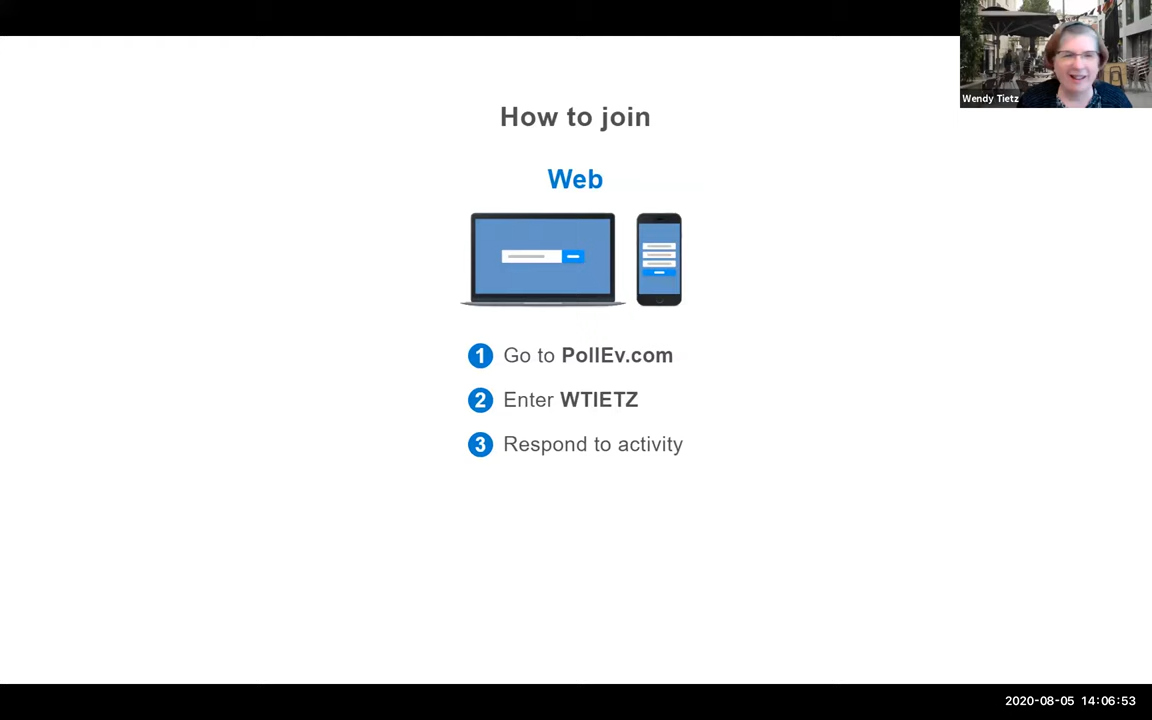 How to join
Web
1 Go to PollEv.com
2 Enter WTIETZ
3 Respond to activity
Wendy Tietz
2020-08-05 14:06:53